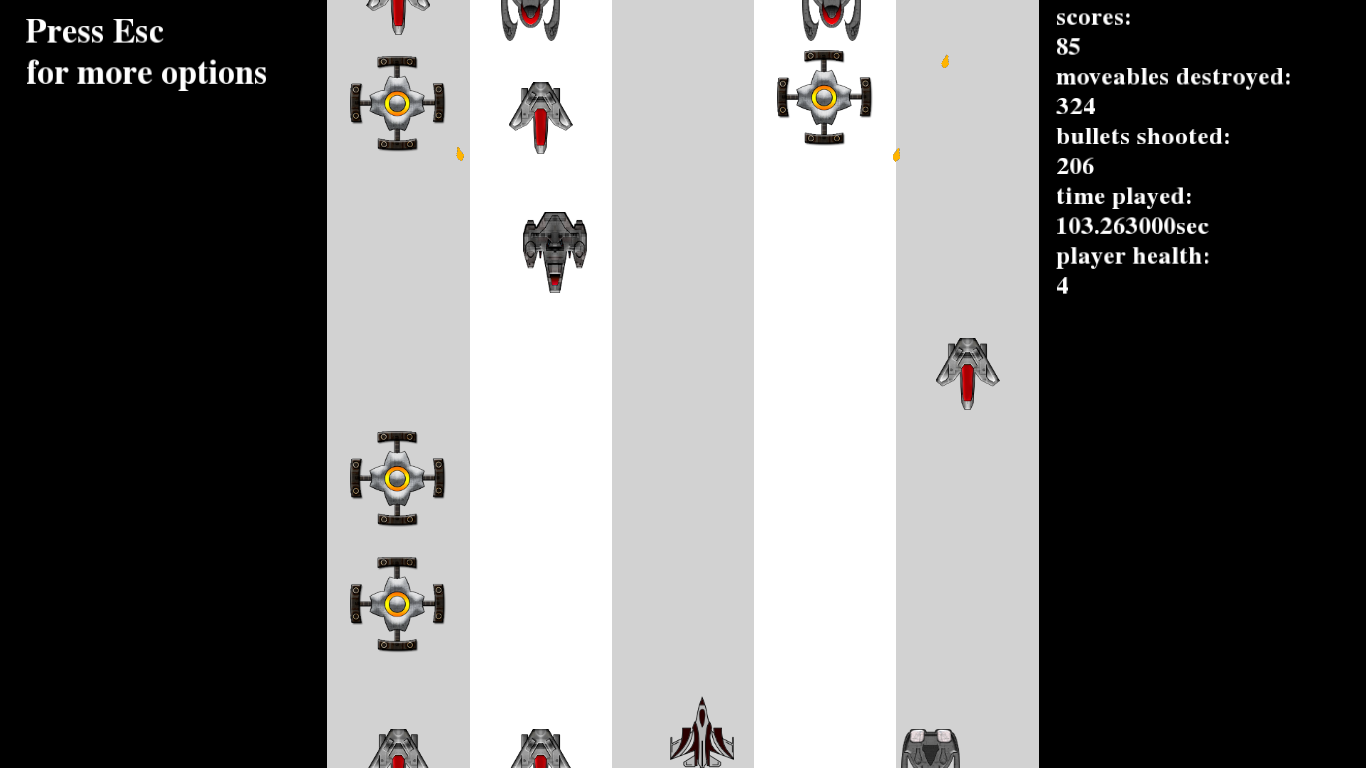 Press Esc
for more options
scores:
85
moveables destroyed:
324
bullets shooted:
206
time played:
103.263000sec
player health:
4